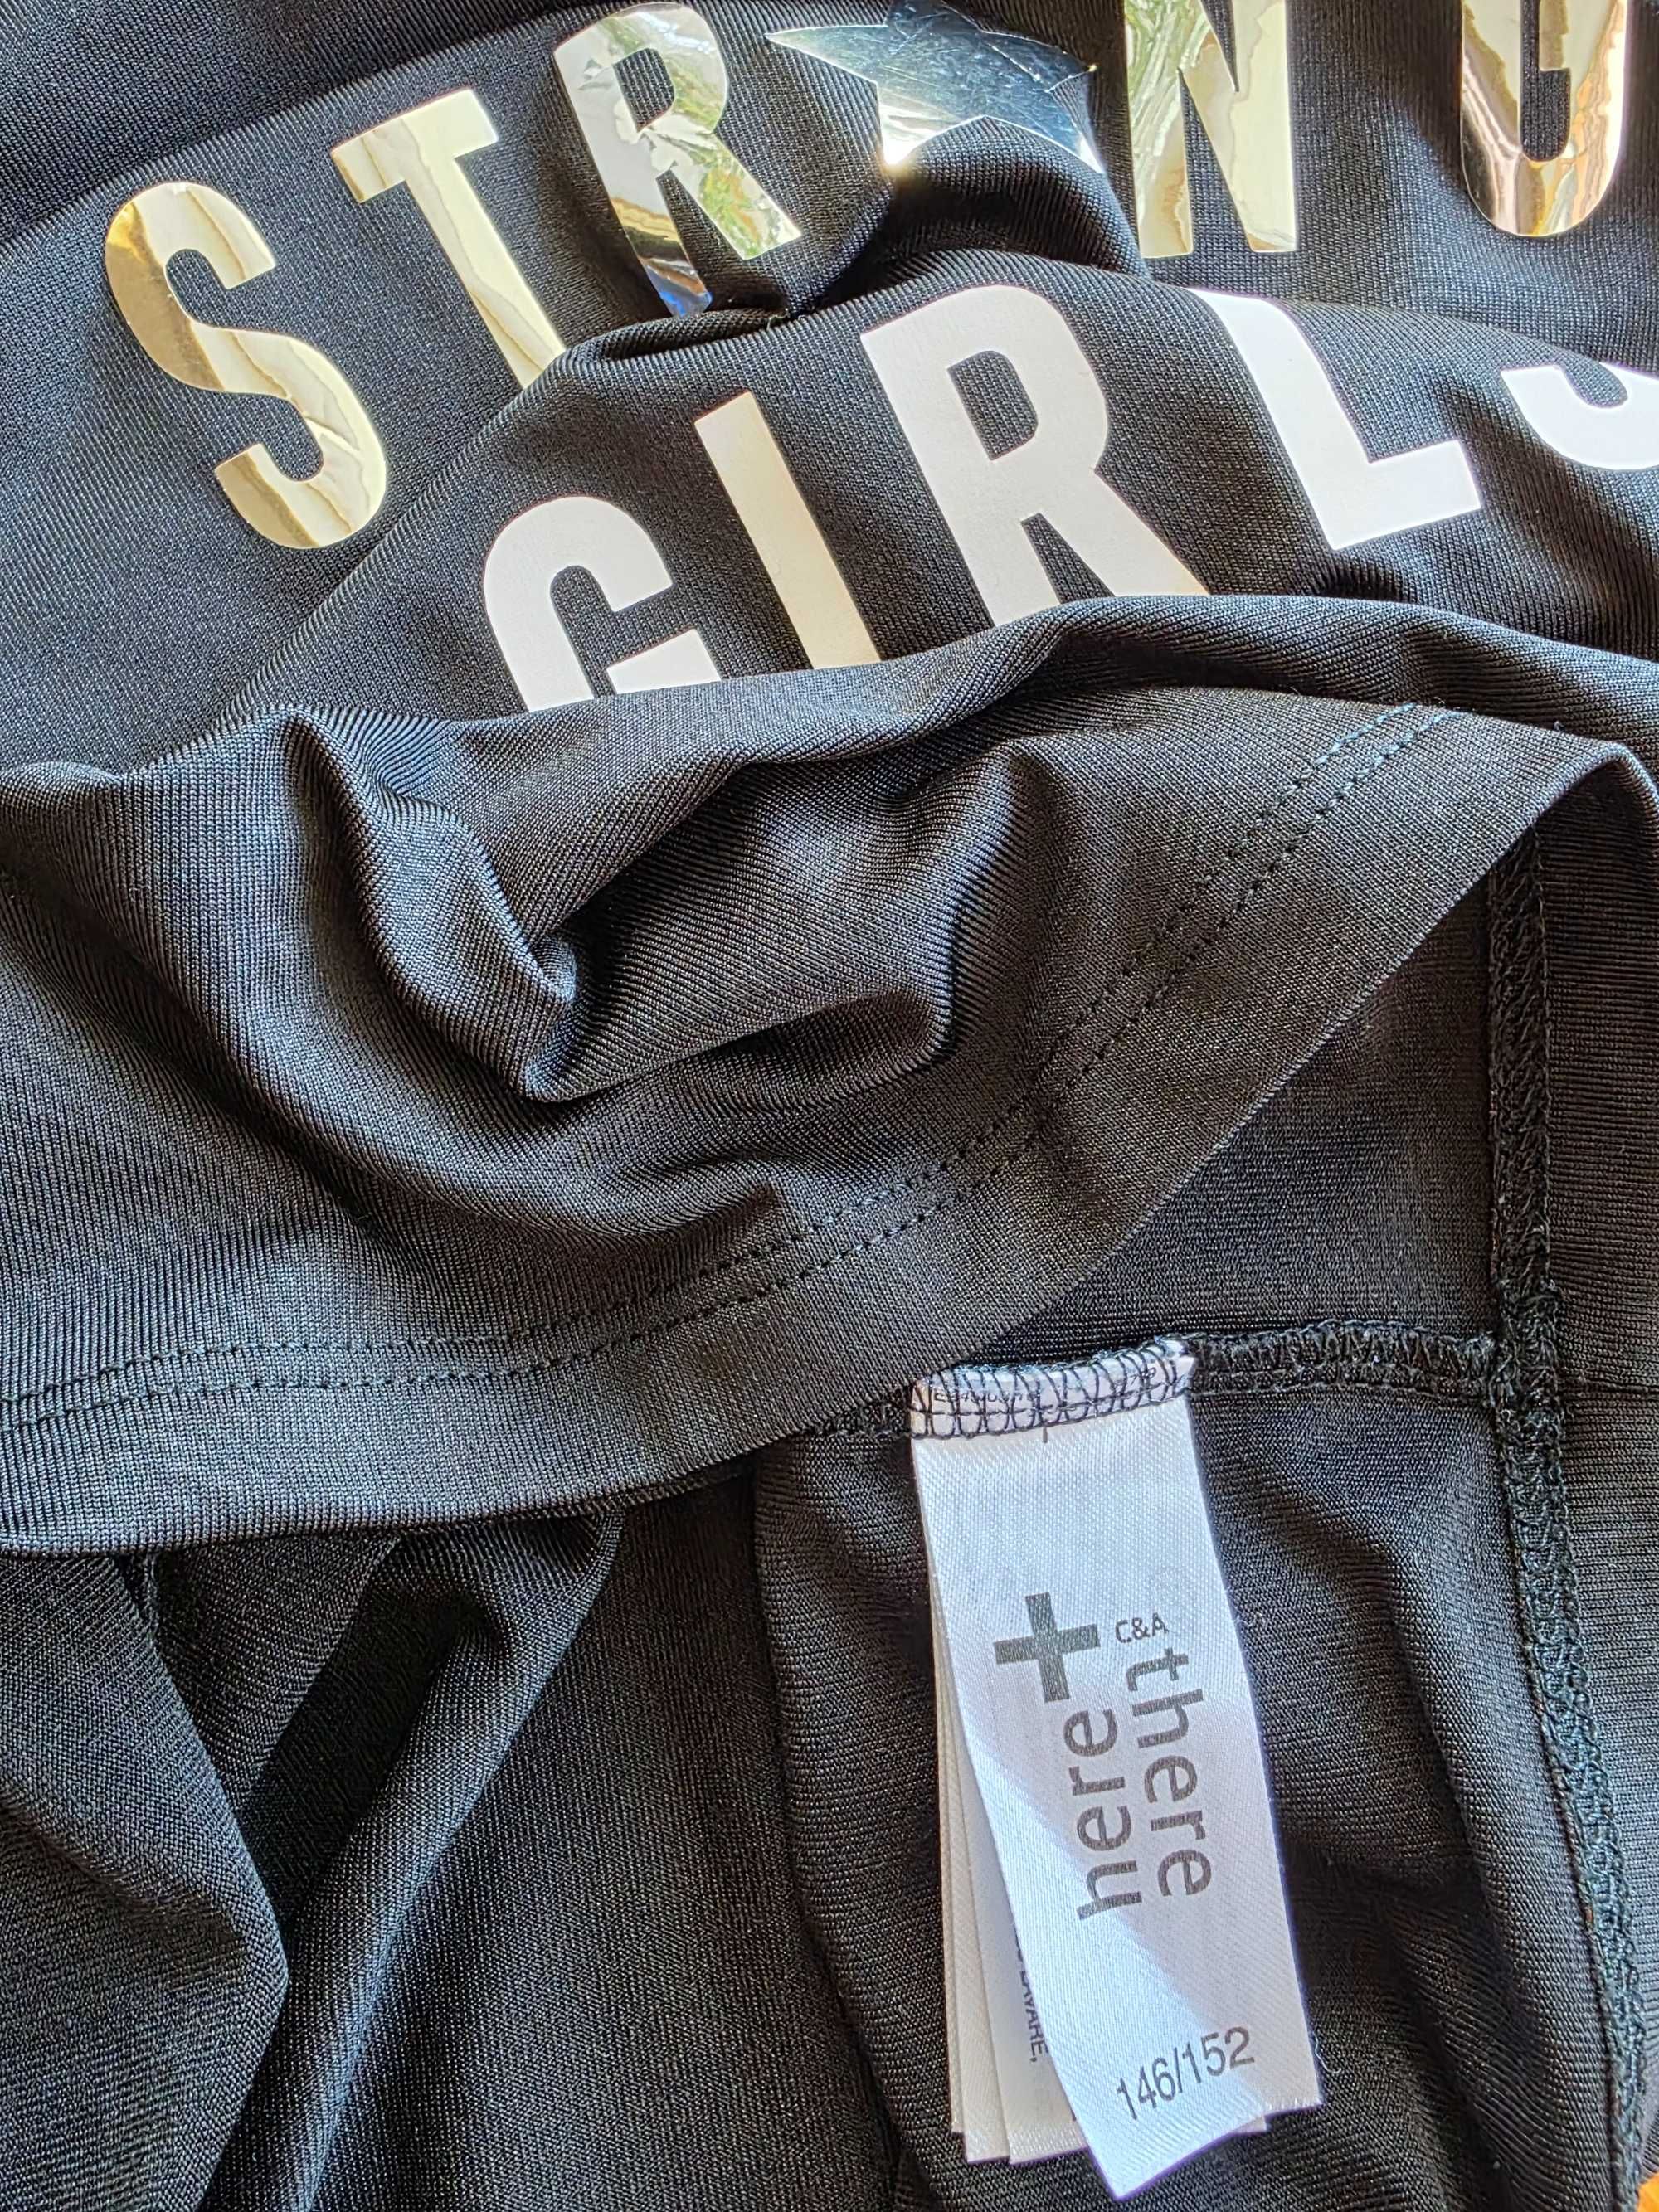 STR★NG
GIRLS
here+
there
C&A
146/152